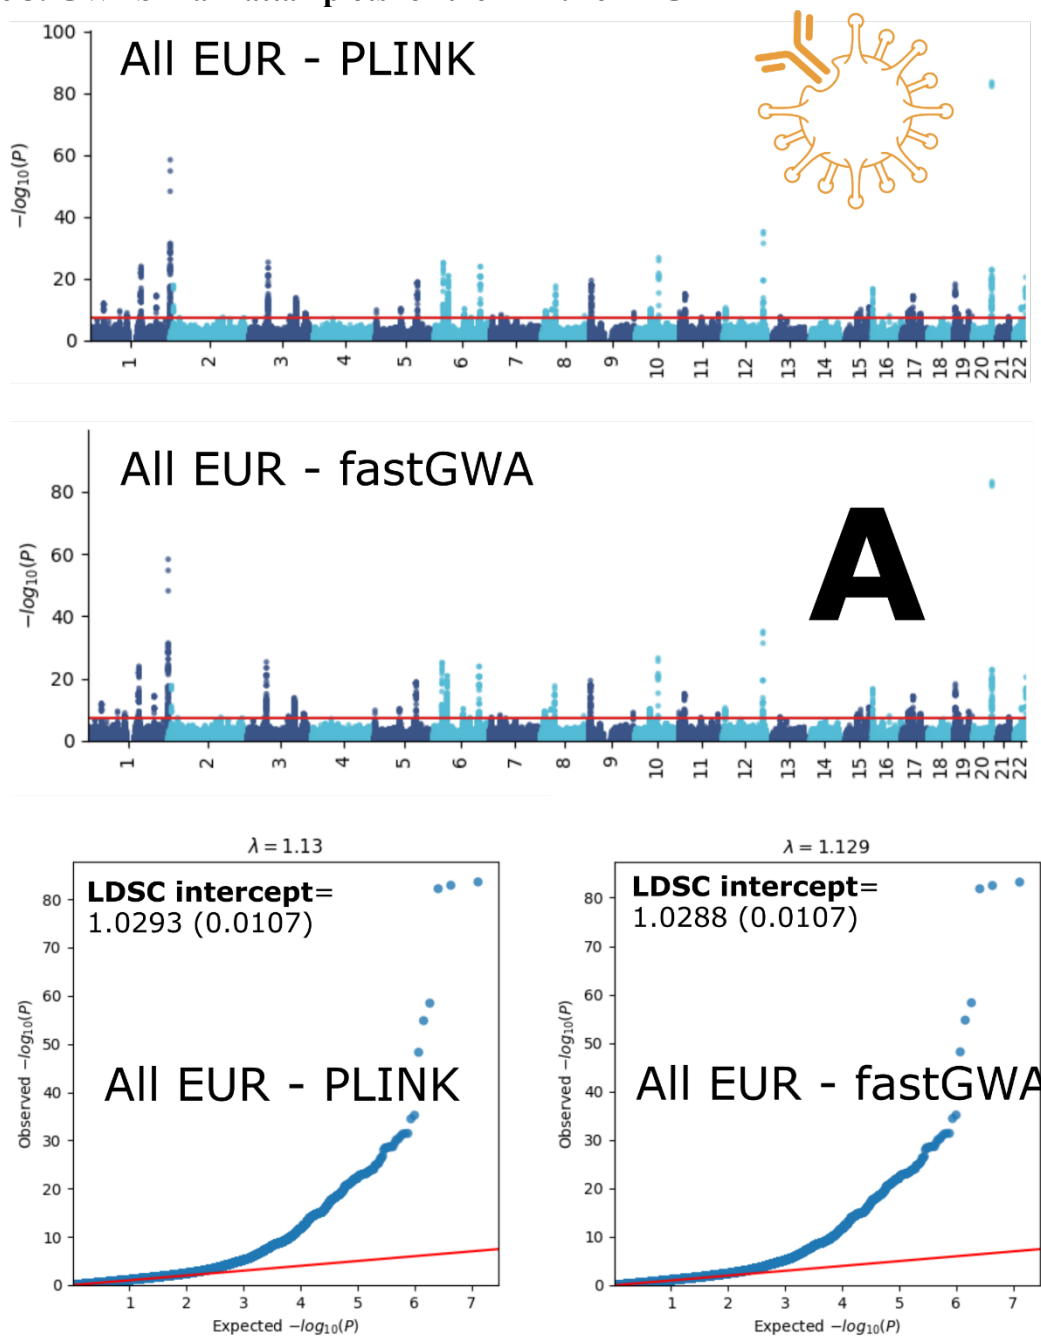 All EUR - PLINK
100
80
60
40
20
0
−log10(P)
1 2 3 4 5 6 7 8 9 10 11 12 13 14 15 16 17 18 19 20 21 22
All EUR - fastGWA
A
80
60
40
20
0
−log10(P)
1 2 3 4 5 6 7 8 9 10 11 12 13 14 15 16 17 18 19 20 21 22
λ = 1.13
LDSC intercept=
1.0293 (0.0107)
All EUR - PLINK
80
70
60
50
40
30
20
10
0
Observed −log10(P)
1 2 3 4 5 6 7
Expected −log10(P)
λ = 1.129
LDSC intercept=
1.0288 (0.0107)
All EUR - fastGWA
80
70
60
50
40
30
20
10
0
Observed −log10(P)
1 2 3 4 5 6 7
Expected −log10(P)